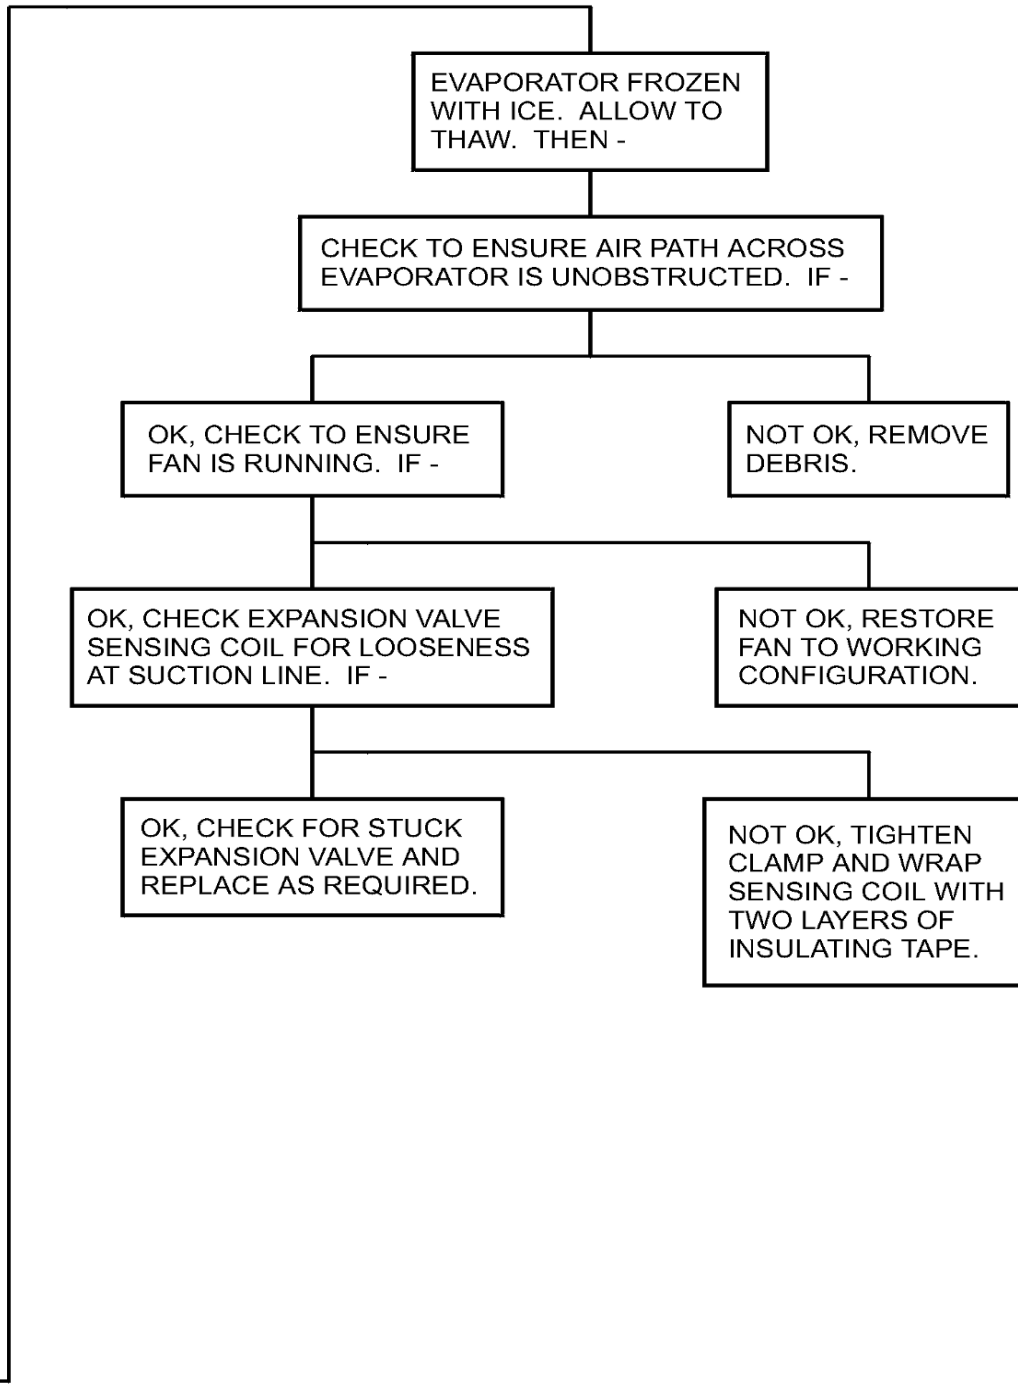 EVAPORATOR FROZEN
WITH ICE.  ALLOW TO
THAW.  THEN -
CHECK TO ENSURE AIR PATH ACROSS
EVAPORATOR IS UNOBSTRUCTED.  IF -
OK, CHECK TO ENSURE
FAN IS RUNNING.  IF -
NOT OK, REMOVE
DEBRIS.
OK, CHECK EXPANSION VALVE
SENSING COIL FOR LOOSENESS
AT SUCTION LINE.  IF -
NOT OK, RESTORE
FAN TO WORKING
CONFIGURATION.
OK, CHECK FOR STUCK
EXPANSION VALVE AND
REPLACE AS REQUIRED.
NOT OK, TIGHTEN
CLAMP AND WRAP
SENSING COIL WITH
TWO LAYERS OF
INSULATING TAPE.